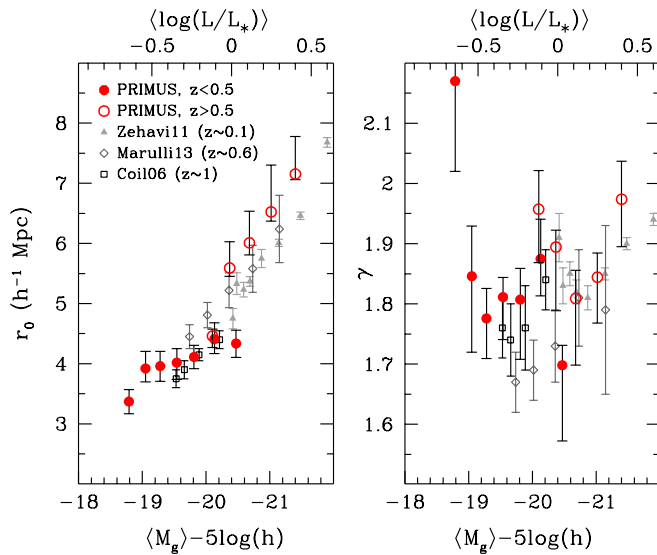 ⟨log(L/L*)⟩ ⟨log(L/L*)⟩
−0.5 0 0.5 −0.5 0 0.5
PRIMUS, z<0.5
PRIMUS, z>0.5
Zehavi11 (z~0.1)
Marulli13 (z~0.6)
Coil06 (z~1)
8
7
6
5
4
3
r₀ (h⁻¹ Mpc)
2.1
2
1.9
1.8
1.7
1.6
γ
−18 −19 −20 −21 −18 −19 −20 −21
⟨M_g⟩−5log(h) ⟨M_g⟩−5log(h)